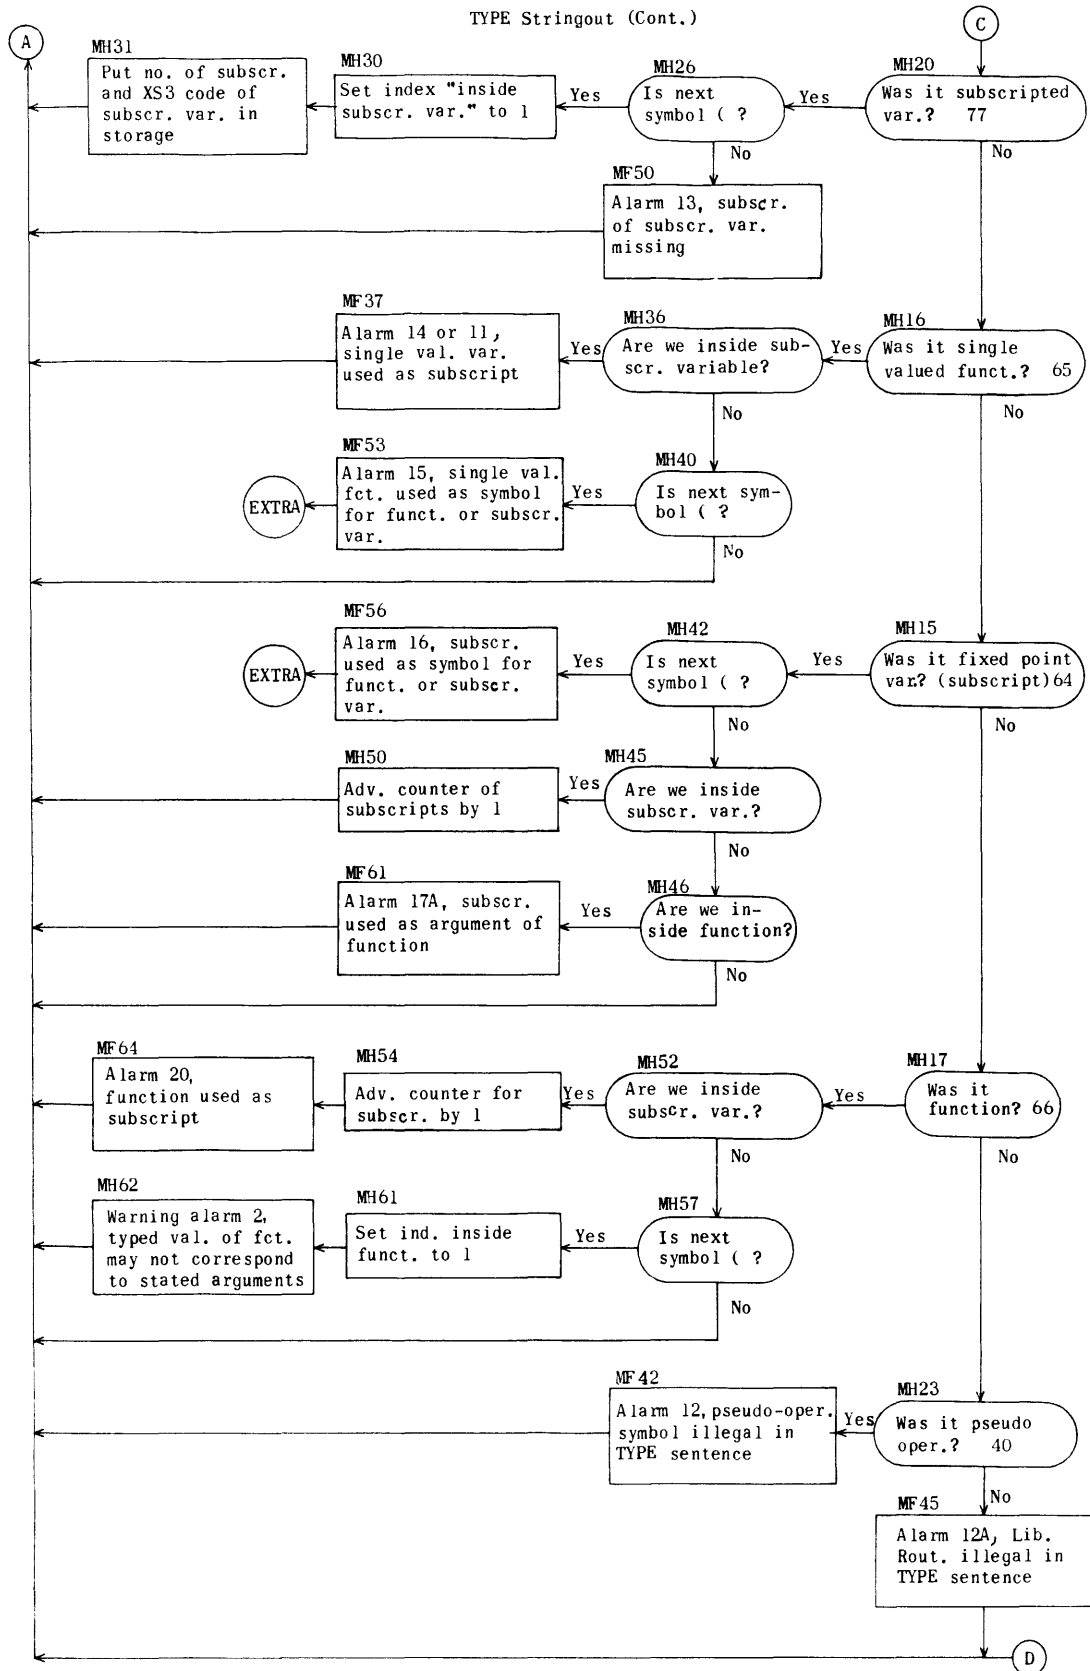 TYPE Stringout (Cont.)
A
C
MH31
Put no. of subscr.
and XS3 code of
subscr. var. in
storage
MH30
Set index "inside
subscr. var." to 1
Yes
MH26
Is next
symbol ( ?
Yes
MH20
Was it subscripted
var.? 77
No
No
MF50
Alarm 13, subscr.
of subscr. var.
missing
MF37
Alarm 14 or 11,
single val. var.
used as subscript
Yes
MH36
Are we inside sub-
scr. variable?
Yes
MH16
Was it single
valued funct.? 65
No
No
EXTRA
MF53
Alarm 15, single val.
fct. used as symbol
for funct. or subscr.
var.
Yes
MH40
Is next sym-
bol ( ?
No
EXTRA
MF56
Alarm 16, subscr.
used as symbol for
funct. or subscr.
var.
Yes
MH42
Is next
symbol ( ?
Yes
MH15
Was it fixed point
var.? (subscript) 64
No
No
MH50
Adv. counter of
subscripts by 1
Yes
MH45
Are we inside
subscr. var.?
No
MF61
Alarm 17A, subscr.
used as argument of
function
Yes
MH46
Are we in-
side function?
No
MF64
Alarm 20,
function used as
subscript
MH54
Adv. counter for
subscr. by 1
Yes
MH52
Are we inside
subscr. var.?
Yes
MH17
Was it
function? 66
No
No
MH62
Warning alarm 2,
typed val. of fct.
may not correspond
to stated arguments
MH61
Set ind. inside
funct. to 1
Yes
MH57
Is next
symbol ( ?
No
MF42
Alarm 12, pseudo-oper.
symbol illegal in
TYPE sentence
Yes
MH23
Was it pseudo
oper.? 40
No
MF45
Alarm 12A, Lib.
Rout. illegal in
TYPE sentence
D